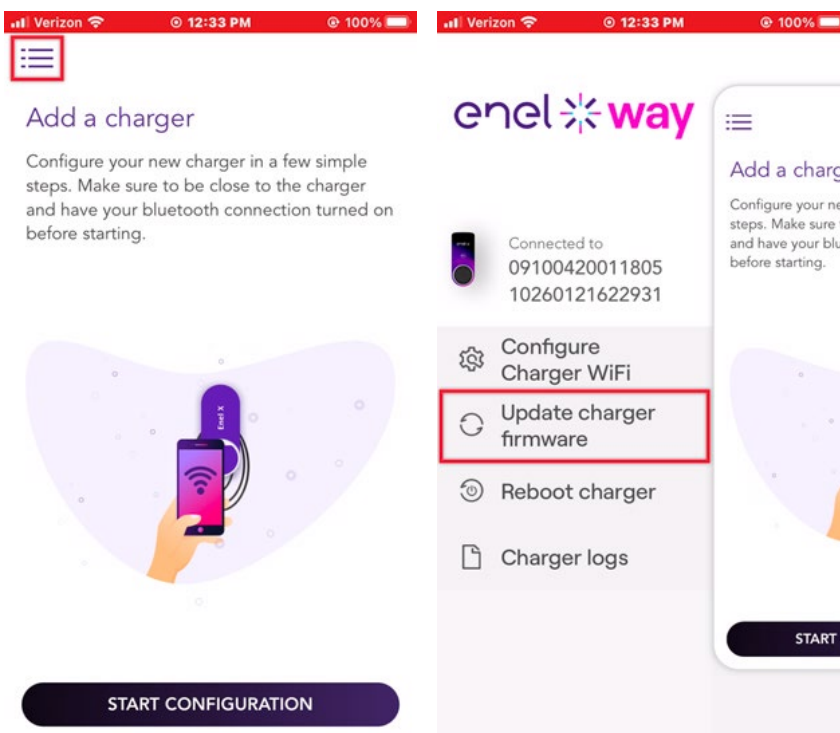 Verizon 12:33 PM 100%
Add a charger
Configure your new charger in a few simple
steps. Make sure to be close to the charger
and have your bluetooth connection turned on
before starting.
Enel X
START CONFIGURATION
Verizon 12:33 PM 100%
enel way
Connected to
09100420011805
10260121622931
Configure
Charger WiFi
Update charger
firmware
Reboot charger
Charger logs
Add a charg
Configure your ne
steps. Make sure
and have your blu
before starting.
START